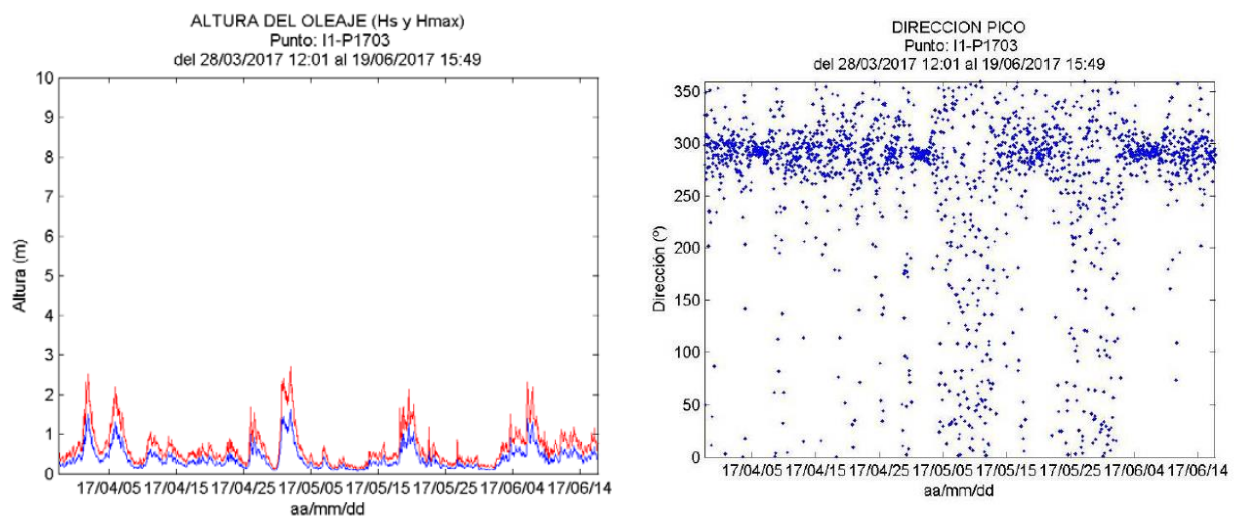 ALTURA DEL OLEAJE (Hs y Hmax)
Punto: I1-P1703
del 28/03/2017 12:01 al 19/06/2017 15:49
10
9
8
7
6
5
4
3
2
1
0
Altura (m)
17/04/05 17/04/15 17/04/25 17/05/05 17/05/15 17/05/25 17/06/04 17/06/14
aa/mm/dd
DIRECCION PICO
Punto: I1-P1703
del 28/03/2017 12:01 al 19/06/2017 15:49
350
300
250
200
150
100
50
0
Dirección (º)
17/04/05 17/04/15 17/04/25 17/05/05 17/05/15 17/05/25 17/06/04 17/06/14
aa/mm/dd